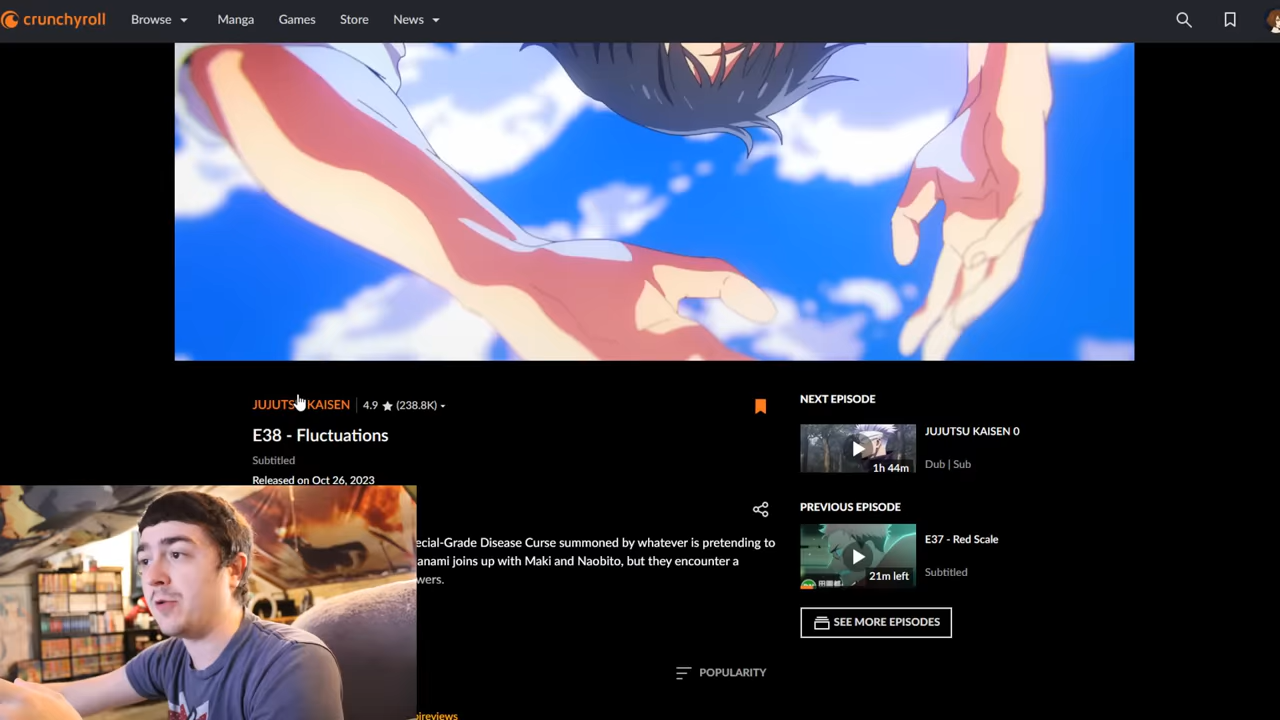 crunchyroll Browse Manga Games Store News
JUJUTSU KAISEN 4.9 (238.8K)
E38 - Fluctuations
Subtitled
Released on Oct 26, 2023
ecial-Grade Disease Curse summoned by whatever is pretending to
anami joins up with Maki and Naobito, but they encounter a
wers.
POPULARITY
pireviews
NEXT EPISODE
JUJUTSU KAISEN 0
1h 44m
Dub | Sub
PREVIOUS EPISODE
E37 - Red Scale
21m left
Subtitled
SEE MORE EPISODES